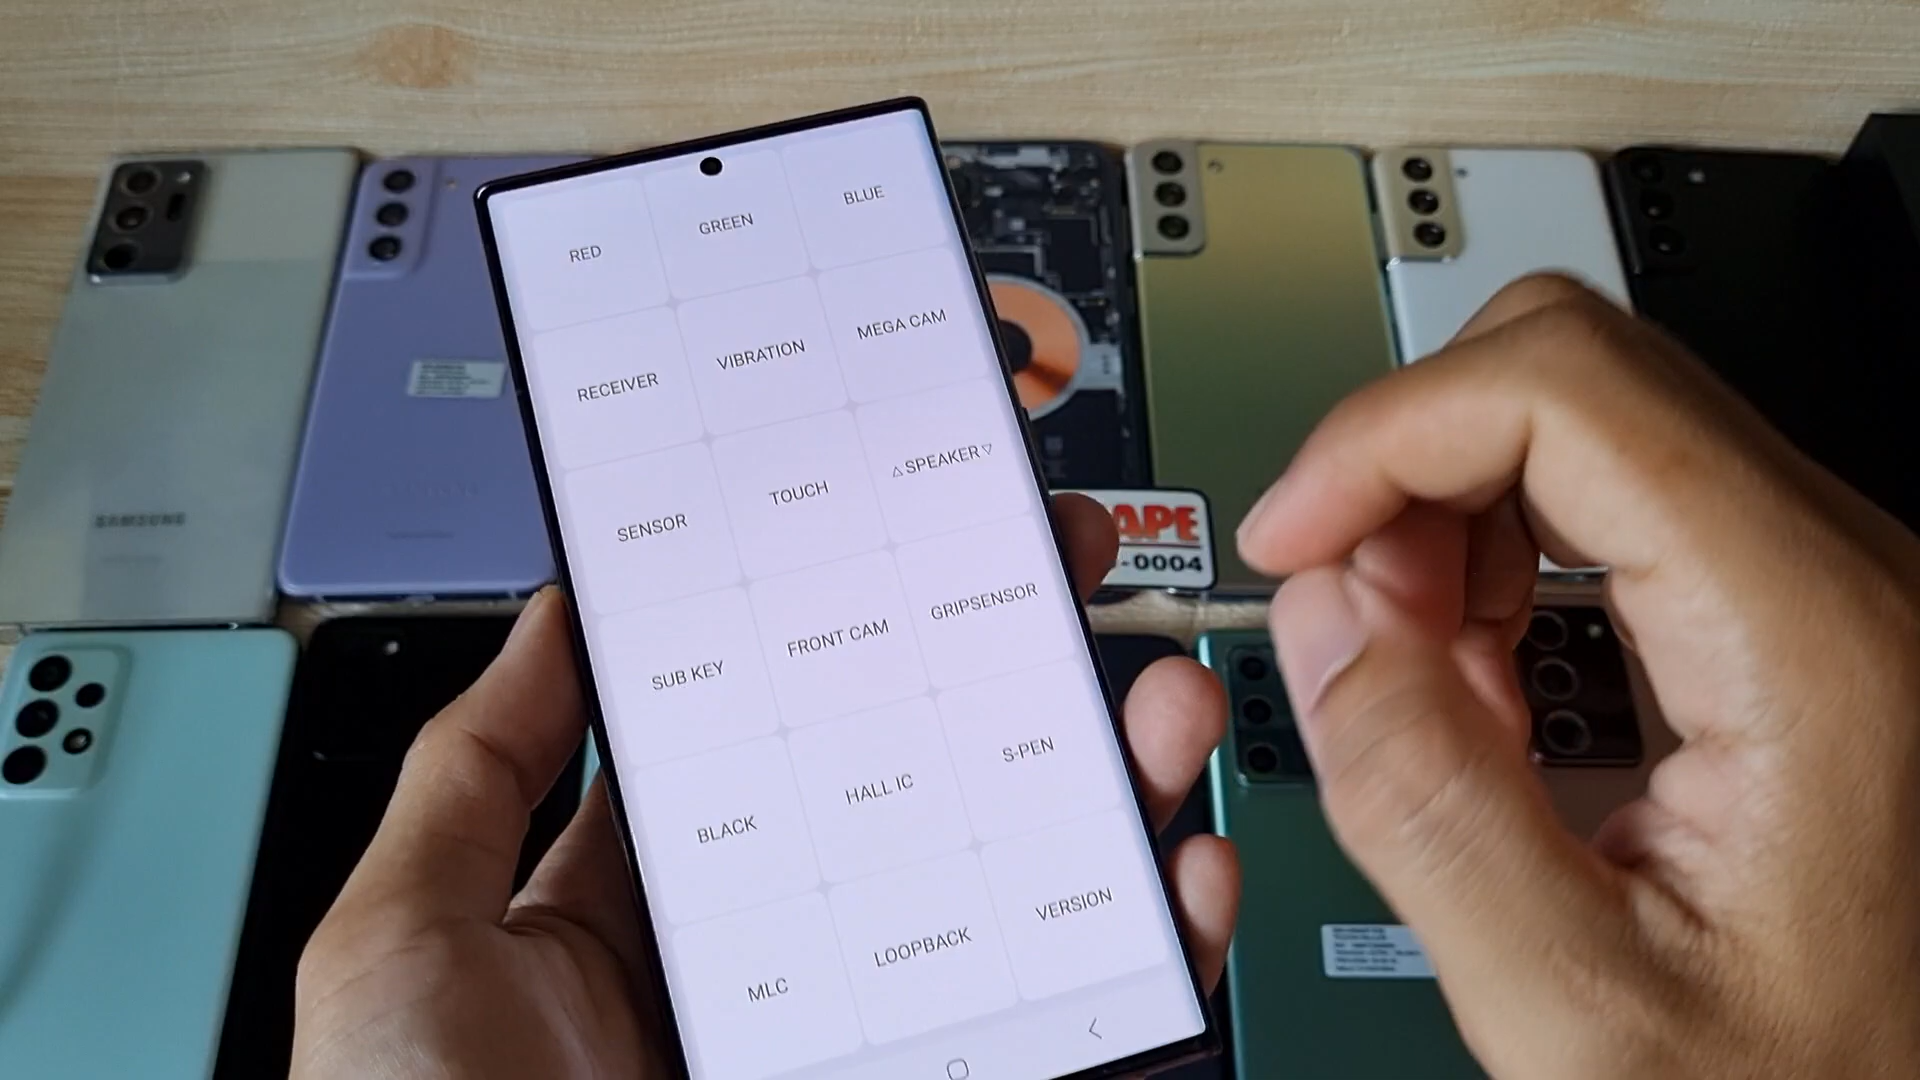 RED
GREEN
BLUE
RECEIVER
VIBRATION
MEGA CAM
SENSOR
TOUCH
△ SPEAKER ▽
SUB KEY
FRONT CAM
GRIPSENSOR
BLACK
HALL IC
S-PEN
MLC
LOOPBACK
VERSION
SAMSUNG
APE
-0004